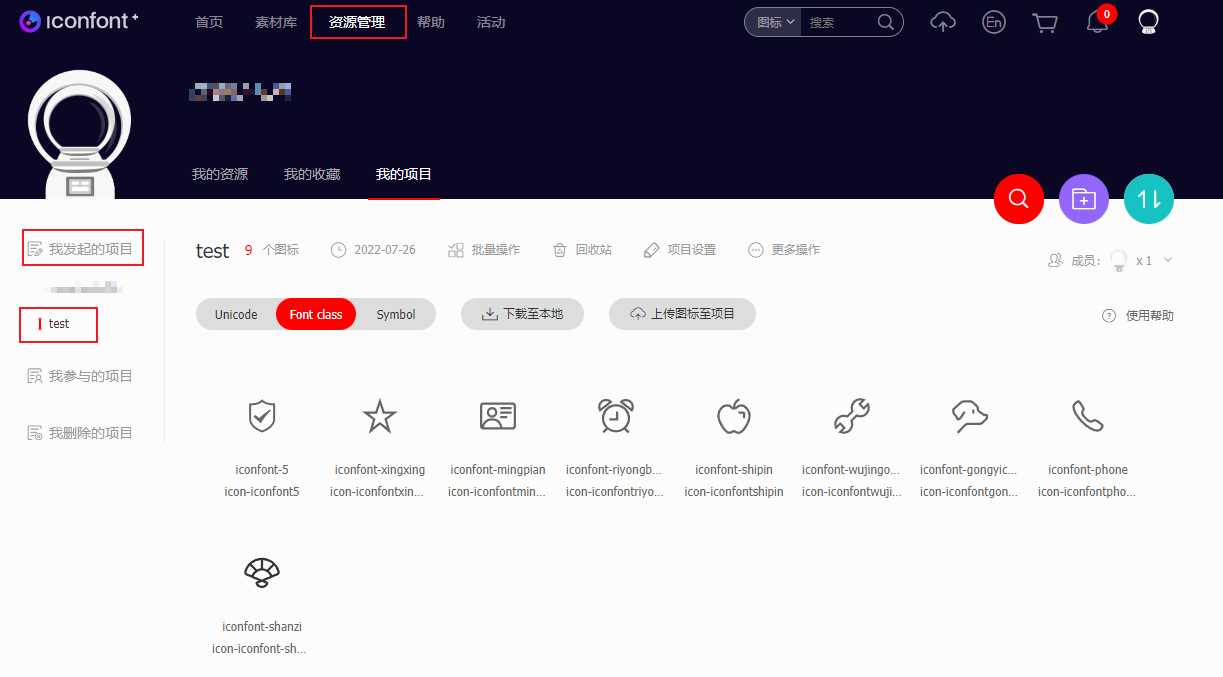 iconfont+ 首页 素材库 资源管理 帮助 活动 图标 搜索 En 0
我的资源 我的收藏 我的项目
我发起的项目
test
我参与的项目
我删除的项目
test 9 个图标 2022-07-26 批量操作 回收站 项目设置 更多操作 成员: x 1
Unicode Font class Symbol 下载至本地 上传图标至项目 使用帮助
iconfont-5 iconfont-xingxing iconfont-mingpian iconfont-riyongb... iconfont-shipin iconfont-wujingo... iconfont-gongyic... iconfont-phone
icon-iconfont5 icon-iconfontxin... icon-iconfontmin... icon-iconfontriyo... icon-iconfontshipin icon-iconfontwuji... icon-iconfontgon... icon-iconfontpho...
iconfont-shanzi
icon-iconfont-sh...